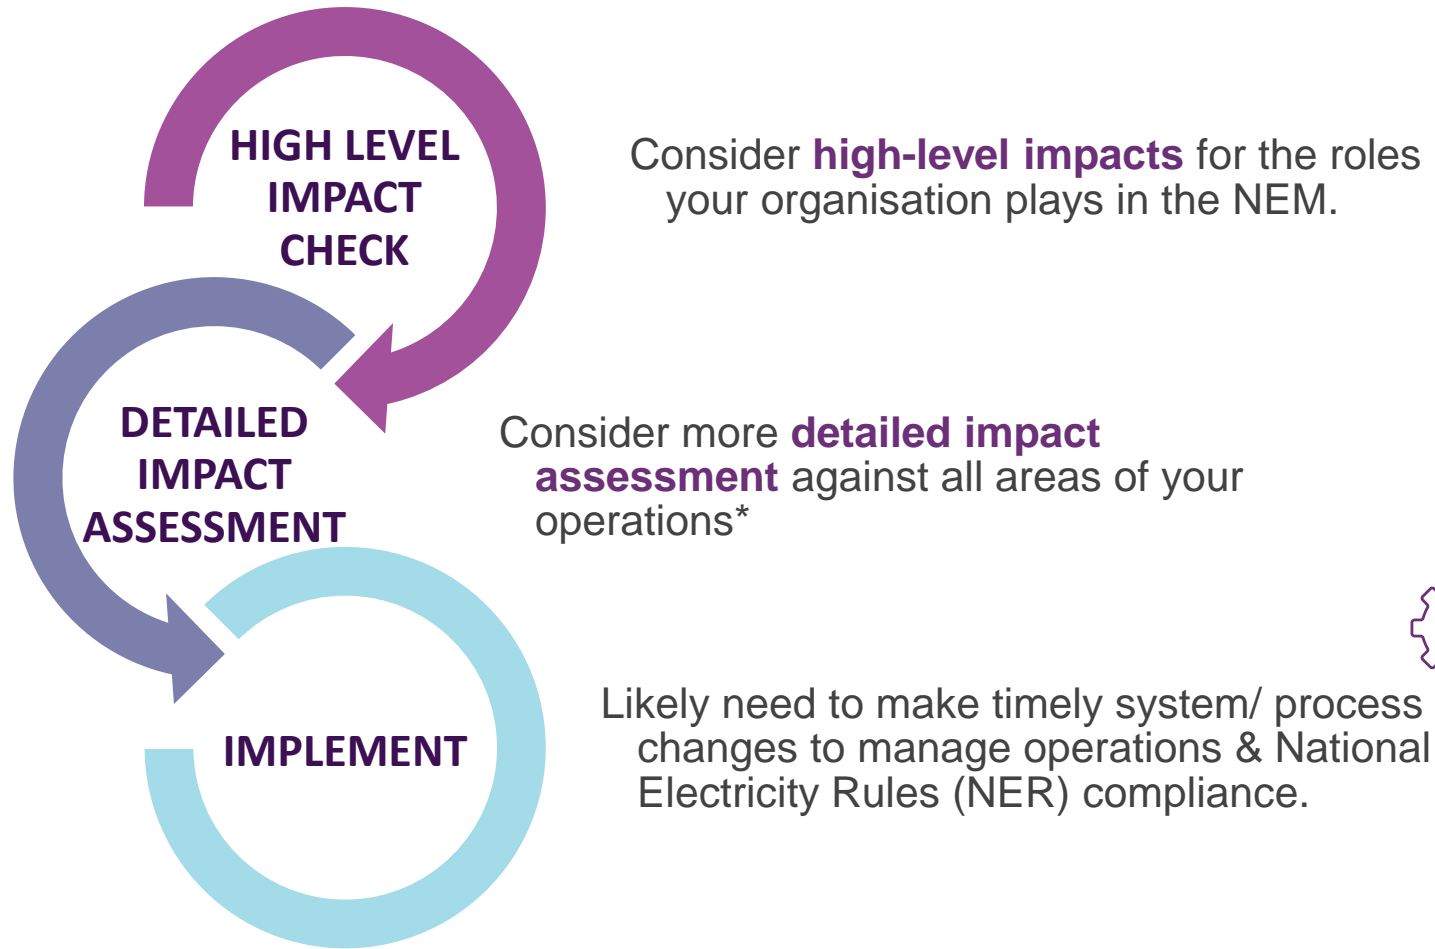 HIGH LEVEL
IMPACT
CHECK
Consider high-level impacts for the roles
your organisation plays in the NEM.
DETAILED
IMPACT
ASSESSMENT
Consider more detailed impact
assessment against all areas of your
operations*
IMPLEMENT
Likely need to make timely system/ process
changes to manage operations & National
Electricity Rules (NER) compliance.